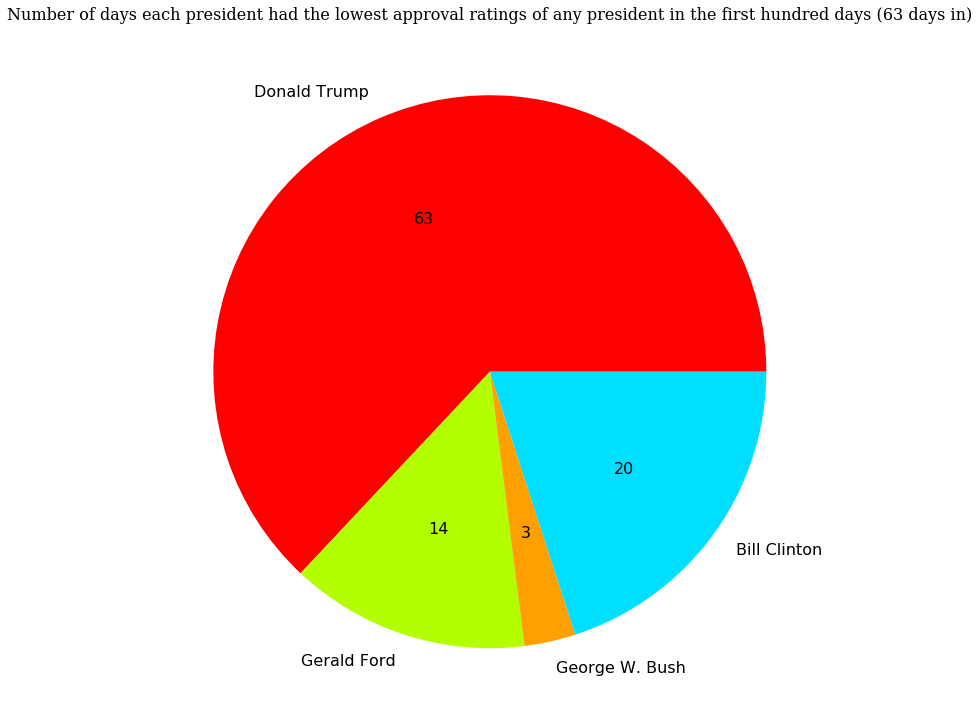 Number of days each president had the lowest approval ratings of any president in the first hundred days (63 days in)
Donald Trump
63
20
14
3
Bill Clinton
Gerald Ford
George W. Bush